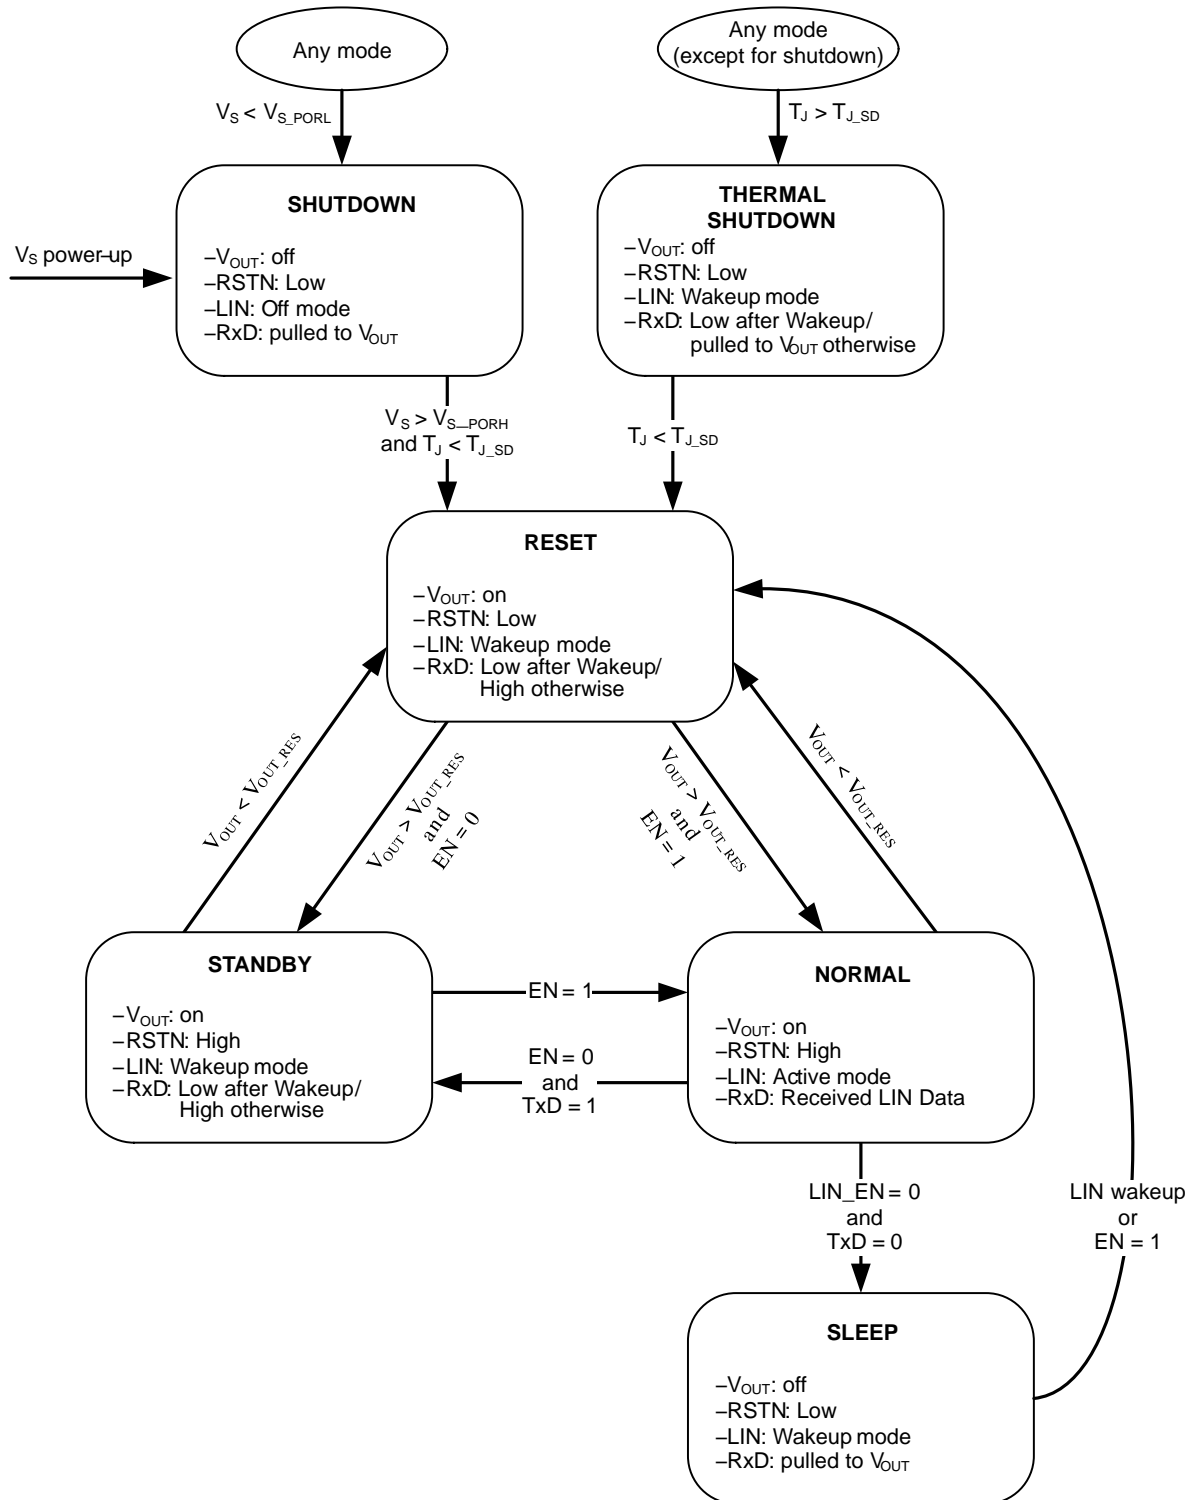 Any mode
Any mode
(except for shutdown)
V_S < V_S_PORL
T_J > T_J_SD
SHUTDOWN
–V_OUT: off
–RSTN: Low
–LIN: Off mode
–RxD: pulled to V_OUT
THERMAL
SHUTDOWN
–V_OUT: off
–RSTN: Low
–LIN: Wakeup mode
–RxD: Low after Wakeup/
pulled to V_OUT otherwise
V_S power–up
V_S > V_S_PORH
and T_J < T_J_SD
T_J < T_J_SD
RESET
–V_OUT: on
–RSTN: Low
–LIN: Wakeup mode
–RxD: Low after Wakeup/
High otherwise
V_OUT < V_OUT_RES
V_OUT > V_OUT_RES
and
EN = 0
V_OUT > V_OUT_RES
and
EN = 1
V_OUT < V_OUT_RES
STANDBY
–V_OUT: on
–RSTN: High
–LIN: Wakeup mode
–RxD: Low after Wakeup/
High otherwise
EN = 1
EN = 0
and
TxD = 1
NORMAL
–V_OUT: on
–RSTN: High
–LIN: Active mode
–RxD: Received LIN Data
LIN_EN = 0
and
TxD = 0
LIN wakeup
or
EN = 1
SLEEP
–V_OUT: off
–RSTN: Low
–LIN: Wakeup mode
–RxD: pulled to V_OUT